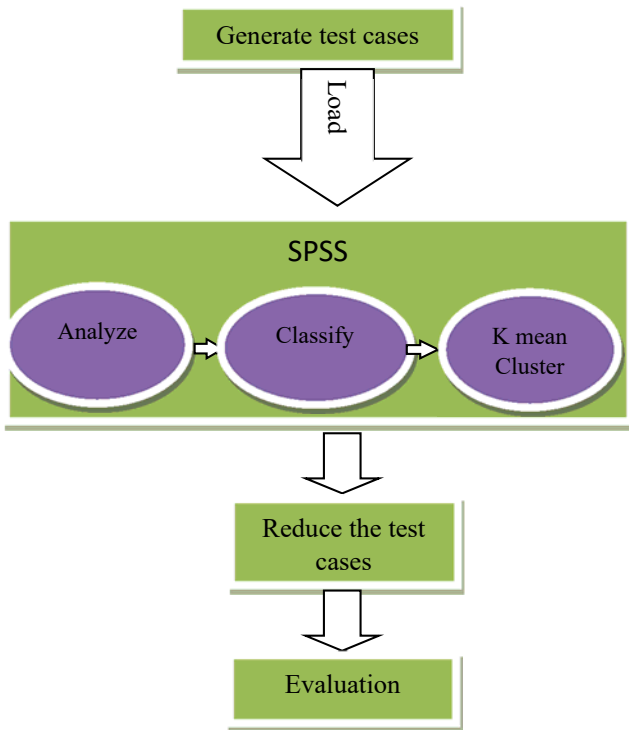 Generate test cases
Load
SPSS
Analyze
Classify
K mean
Cluster
Reduce the test
cases
Evaluation